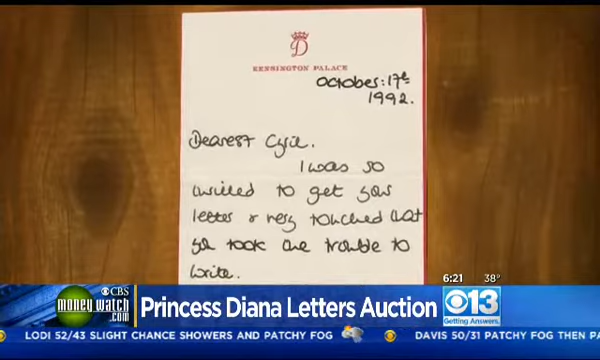 D
KENSINGTON PALACE
October: 17th
1992.
Dearest Cyril.
I was so
thrilled to get your
letter & very touched that
you took the trouble to
write.
6:21 38°
CBS
MONEYWATCH
.COM
Princess Diana Letters Auction
13
Getting Answers.
LODI 52/43 SLIGHT CHANCE SHOWERS AND PATCHY FOG DAVIS 50/31 PATCHY FOG THEN PA